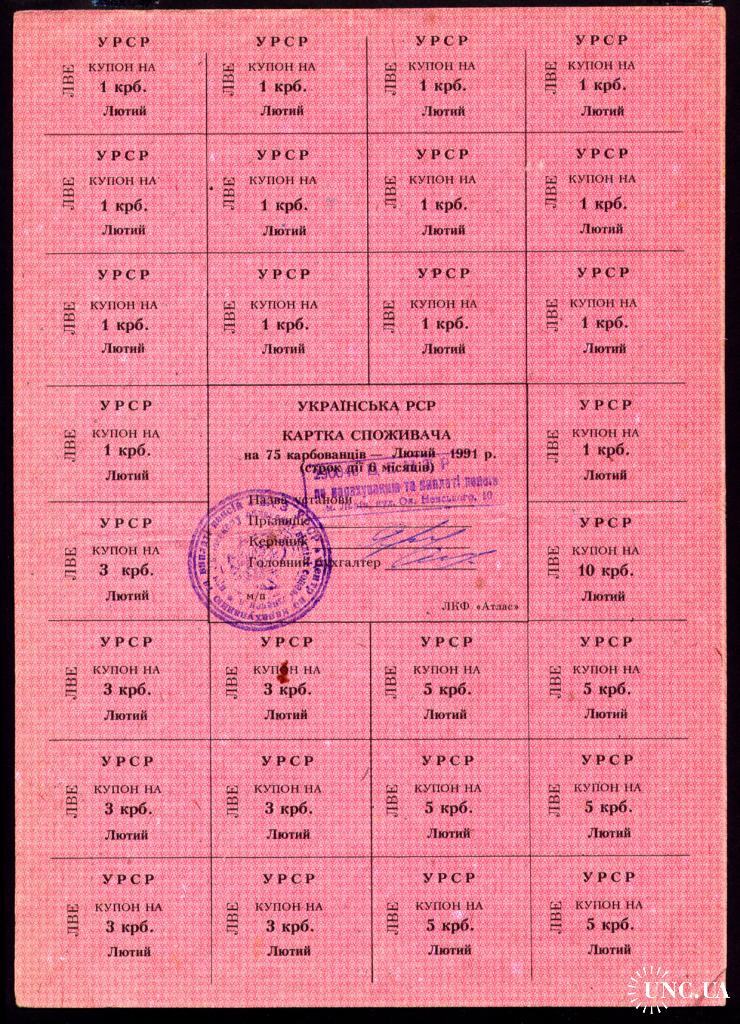 УРСР
ЛВЕ
КУПОН НА
1 крб.
Лютий
УРСР
ЛВЕ
КУПОН НА
1 крб.
Лютий
УРСР
ЛВЕ
КУПОН НА
1 крб.
Лютий
УРСР
ЛВЕ
КУПОН НА
1 крб.
Лютий
УРСР
ЛВЕ
КУПОН НА
1 крб.
Лютий
УРСР
ЛВЕ
КУПОН НА
1 крб.
Лютий
УРСР
ЛВЕ
КУПОН НА
1 крб.
Лютий
УРСР
ЛВЕ
КУПОН НА
1 крб.
Лютий
УРСР
ЛВЕ
КУПОН НА
1 крб.
Лютий
УРСР
ЛВЕ
КУПОН НА
1 крб.
Лютий
УРСР
ЛВЕ
КУПОН НА
1 крб.
Лютий
УРСР
ЛВЕ
КУПОН НА
1 крб.
Лютий
УРСР
ЛВЕ
КУПОН НА
1 крб.
Лютий
УКРАЇНСЬКА РСР
КАРТКА СПОЖИВАЧА
на 75 карбованців — Лютий 1991 р.
(строк дії 6 місяців)
по нарахуванню та виплаті пенсій
м. Львів, вул. Ол. Невського, 10
Назва установи
Прізвище
Керівник
Головний бухгалтер
м/п
ЛКФ «Атлас»
УРСР
ЛВЕ
КУПОН НА
1 крб.
Лютий
УРСР
ЛВЕ
КУПОН НА
3 крб.
Лютий
УРСР
ЛВЕ
КУПОН НА
10 крб.
Лютий
УРСР
ЛВЕ
КУПОН НА
3 крб.
Лютий
УРСР
ЛВЕ
КУПОН НА
3 крб.
Лютий
УРСР
ЛВЕ
КУПОН НА
5 крб.
Лютий
УРСР
ЛВЕ
КУПОН НА
5 крб.
Лютий
УРСР
ЛВЕ
КУПОН НА
3 крб.
Лютий
УРСР
ЛВЕ
КУПОН НА
3 крб.
Лютий
УРСР
ЛВЕ
КУПОН НА
5 крб.
Лютий
УРСР
ЛВЕ
КУПОН НА
5 крб.
Лютий
УРСР
ЛВЕ
КУПОН НА
3 крб.
Лютий
УРСР
ЛВЕ
КУПОН НА
3 крб.
Лютий
УРСР
ЛВЕ
КУПОН НА
5 крб.
Лютий
УРСР
ЛВЕ
КУПОН НА
5 крб.
Лютий
UNC.UA